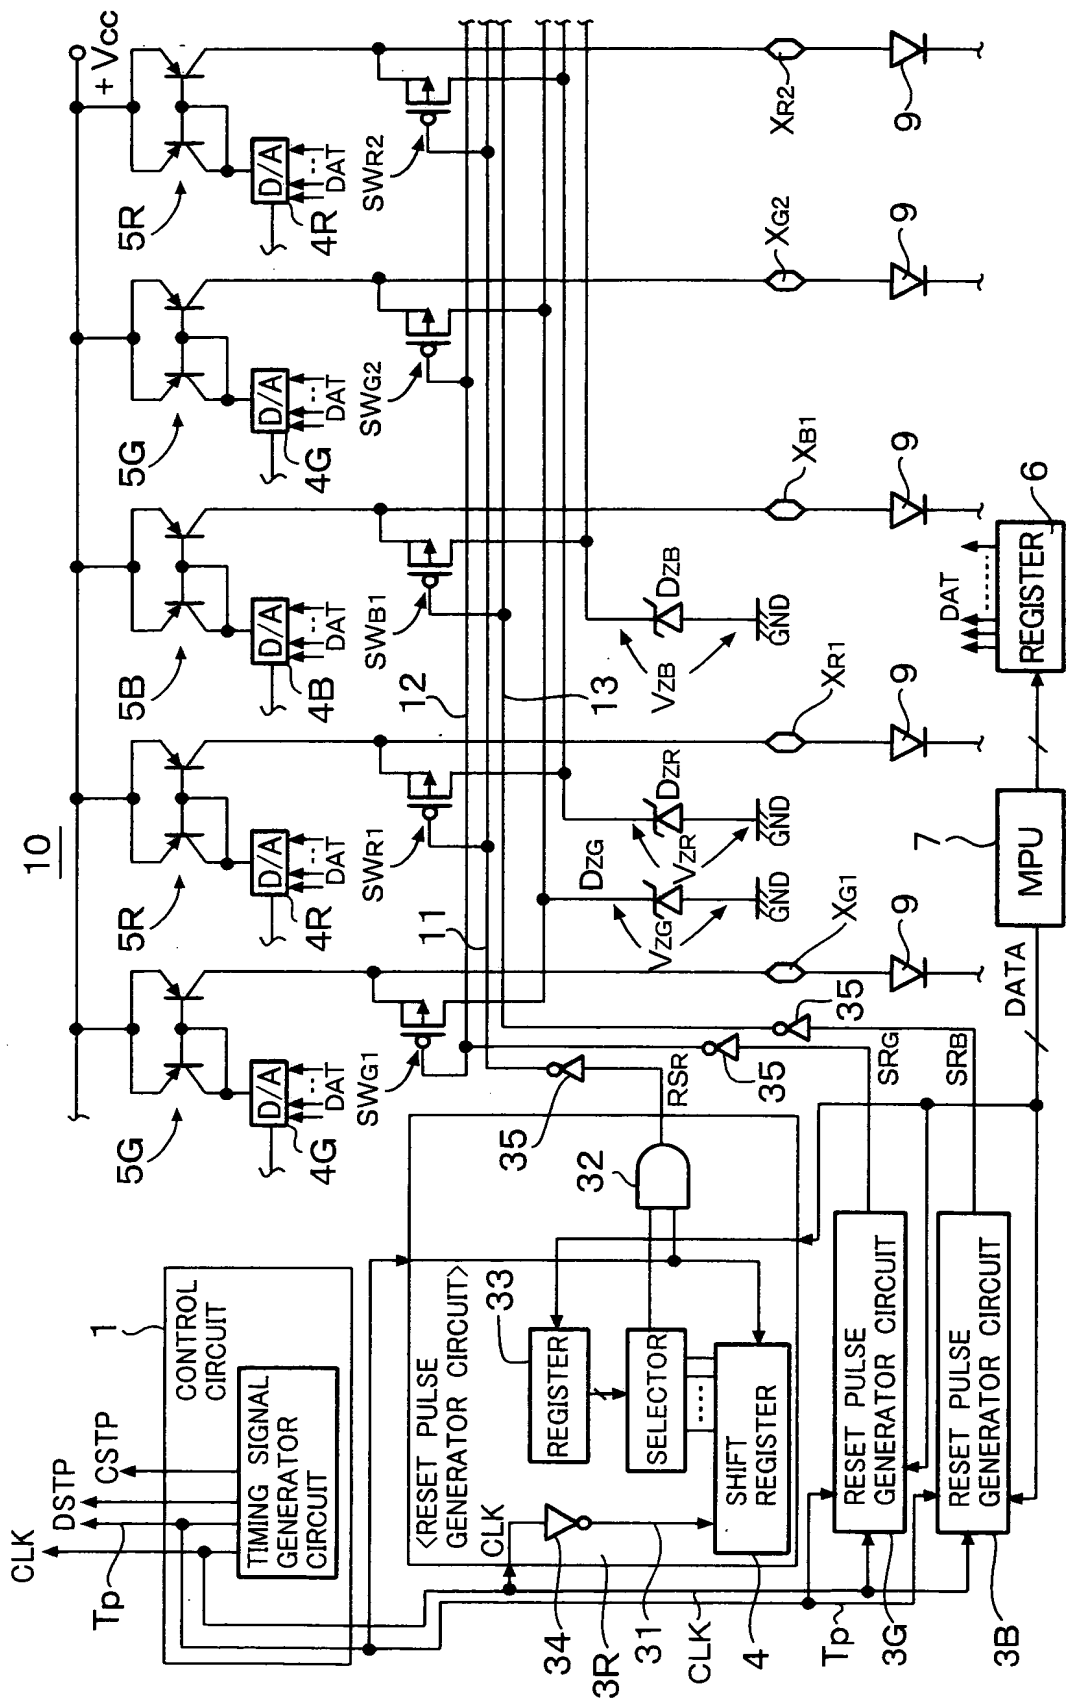 10
+Vcc
5G
5R
5B
5G
5R
D/A
D/A
D/A
D/A
D/A
DAT
DAT
DAT
DAT
DAT
4G
4R
4B
4G
4R
SWG1
SWR1
SWB1
SWG2
SWR2
11
12
13
DZG
DZR
DZB
VZG
VZR
VZB
GND
GND
GND
XG1
XR1
XB1
XG2
XR2
9
9
9
9
9
CLK
DSTP
CSTP
Tp
1
CONTROL
CIRCUIT
TIMING SIGNAL
GENERATOR
CIRCUIT
<RESET PULSE
GENERATOR CIRCUIT>
33
REGISTER
SELECTOR
SHIFT
REGISTER
32
35
RSR
35
35
SRG
SRB
CLK
34
3R
31
4
CLK
Tp
RESET PULSE
GENERATOR CIRCUIT
3G
RESET PULSE
GENERATOR CIRCUIT
3B
DATA
MPU
7
REGISTER
6
DAT